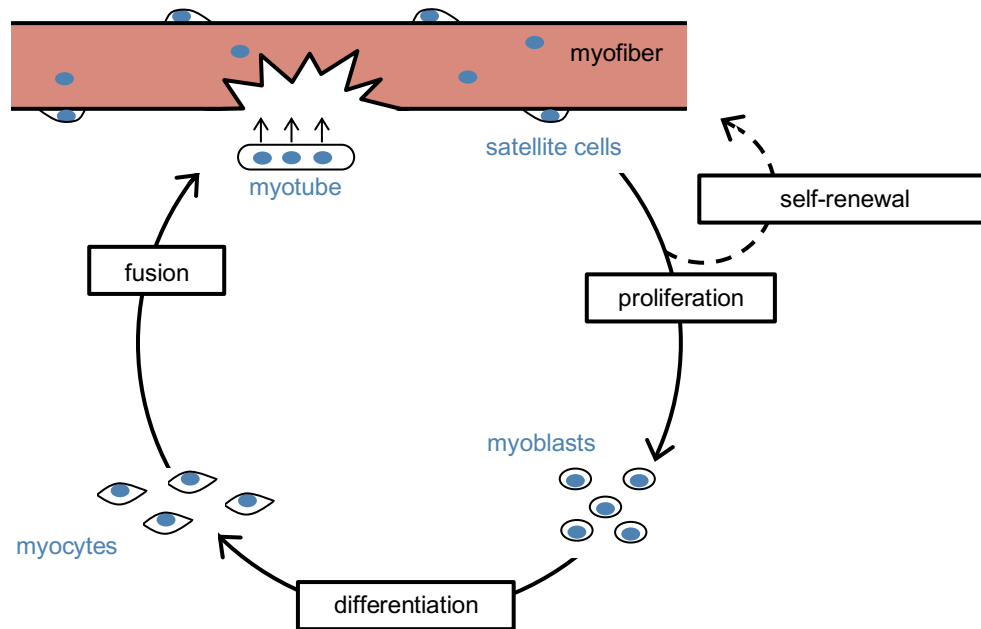 myofiber
satellite cells
myotube
self-renewal
fusion
proliferation
myoblasts
myocytes
differentiation